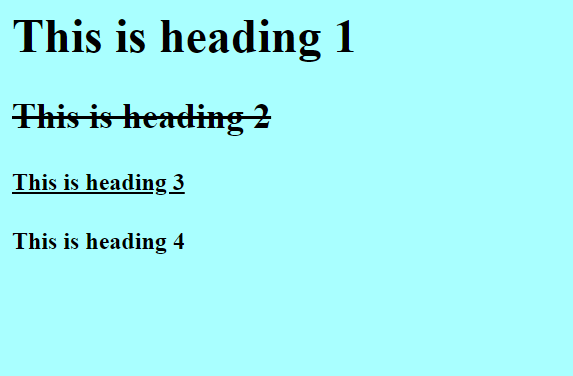 This is heading 1
This is heading 2
This is heading 3
This is heading 4